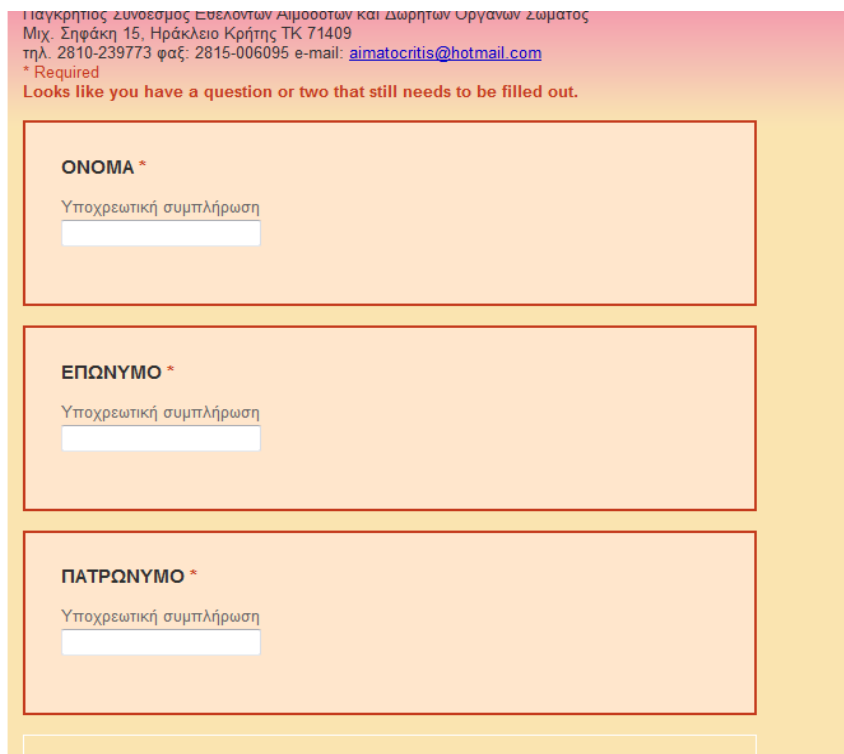 Παγκρήτιος Σύνδεσμος Εθελοντών Αιμοδοτών και Δωρητών Οργάνων Σώματος
Μιχ. Σηφάκη 15, Ηράκλειο Κρήτης ΤΚ 71409
τηλ. 2810-239773 φαξ: 2815-006095 e-mail: aimatocritis@hotmail.com
* Required
Looks like you have a question or two that still needs to be filled out.
ΟΝΟΜΑ *
Υποχρεωτική συμπλήρωση
ΕΠΩΝΥΜΟ *
Υποχρεωτική συμπλήρωση
ΠΑΤΡΩΝΥΜΟ *
Υποχρεωτική συμπλήρωση